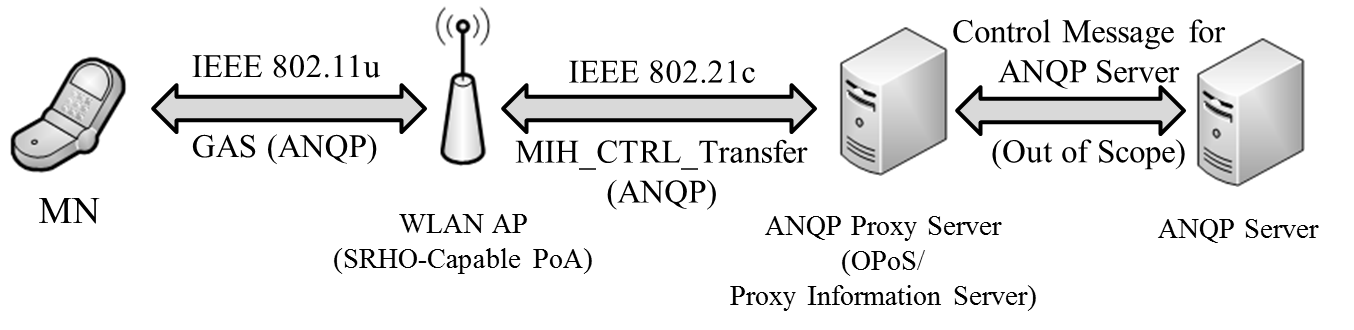 IEEE 802.11u
GAS (ANQP)
MN
WLAN AP
(SRHO-Capable PoA)
IEEE 802.21c
MIH_CTRL_Transfer
(ANQP)
ANQP Proxy Server
(OPoS/
Proxy Information Server)
Control Message for
ANQP Server
(Out of Scope)
ANQP Server